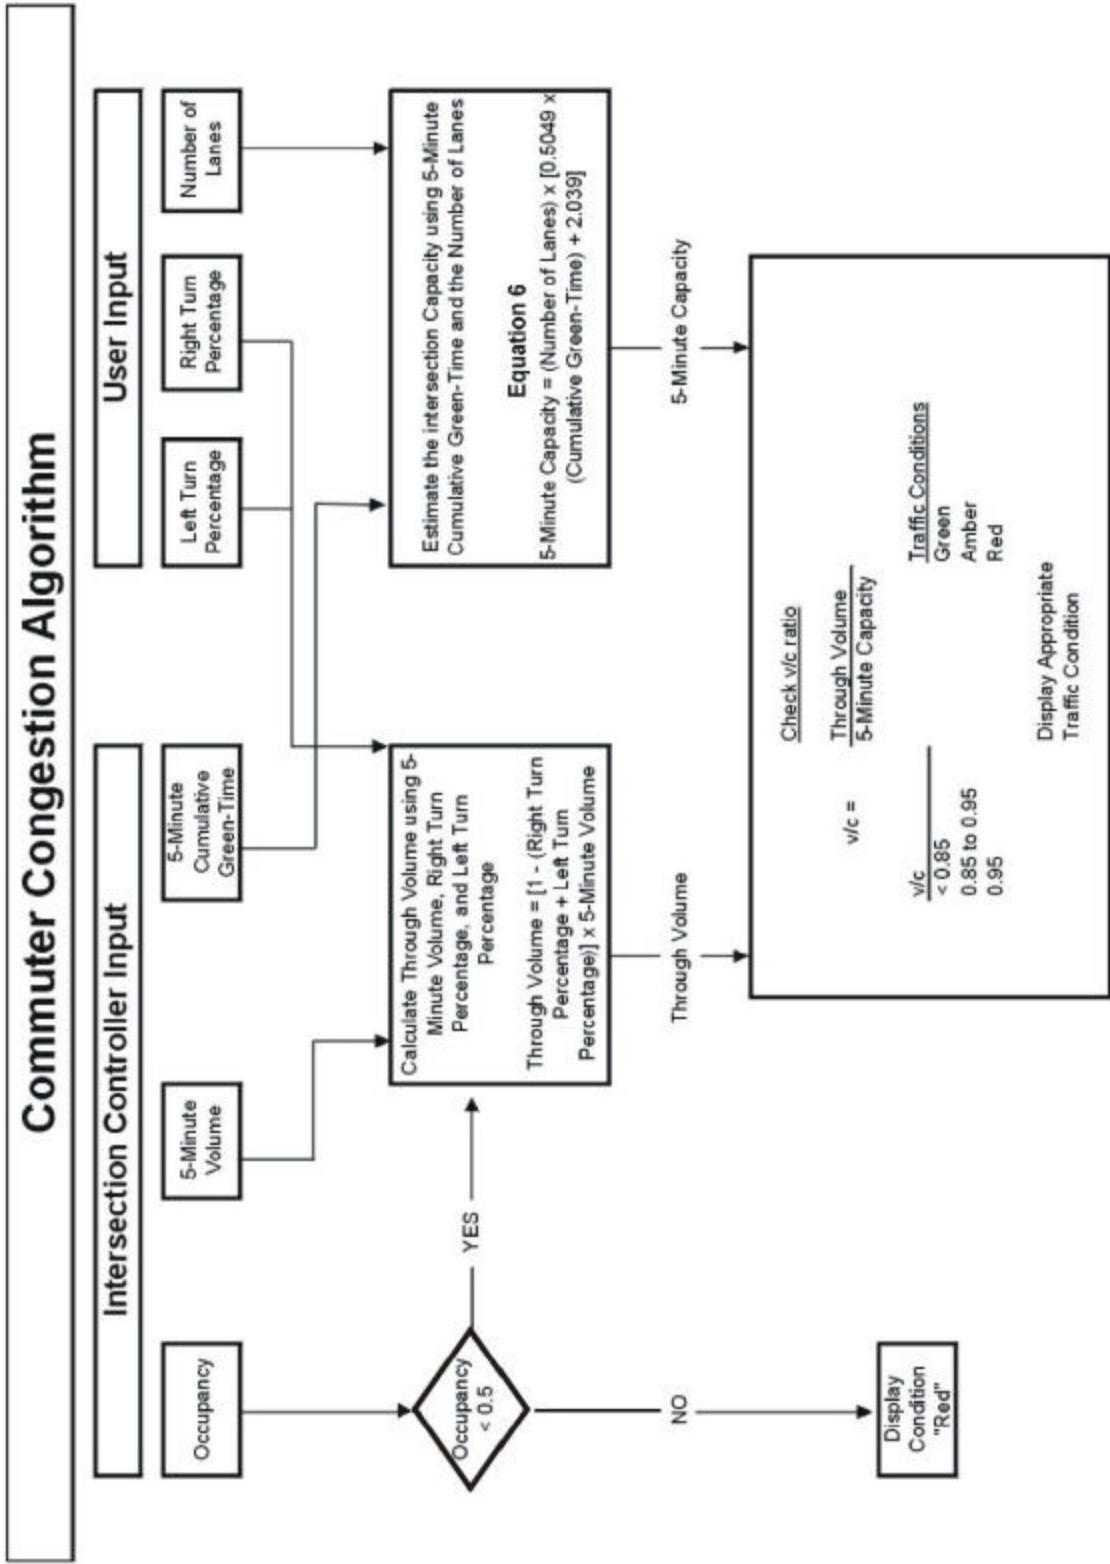 Commuter Congestion Algorithm
Intersection Controller Input
User Input
Occupancy
5-Minute
Volume
5-Minute
Cumulative
Green-Time
Left Turn
Percentage
Right Turn
Percentage
Number of
Lanes
Occupancy
< 0.5
YES
NO
Display
Condition
"Red"
Calculate Through Volume using 5-
Minute Volume, Right Turn
Percentage, and Left Turn
Percentage
Through Volume = [1 - (Right Turn
Percentage + Left Turn
Percentage)] x 5-Minute Volume
Estimate the intersection Capacity using 5-Minute
Cumulative Green-Time and the Number of Lanes
Equation 6
5-Minute Capacity = (Number of Lanes) x [0.5049 x
(Cumulative Green-Time) + 2.039]
Through Volume
5-Minute Capacity
Check v/c ratio
v/c =
Through Volume
5-Minute Capacity
v/c Traffic Conditions
< 0.85 Green
0.85 to 0.95 Amber
0.95 Red
Display Appropriate
Traffic Condition